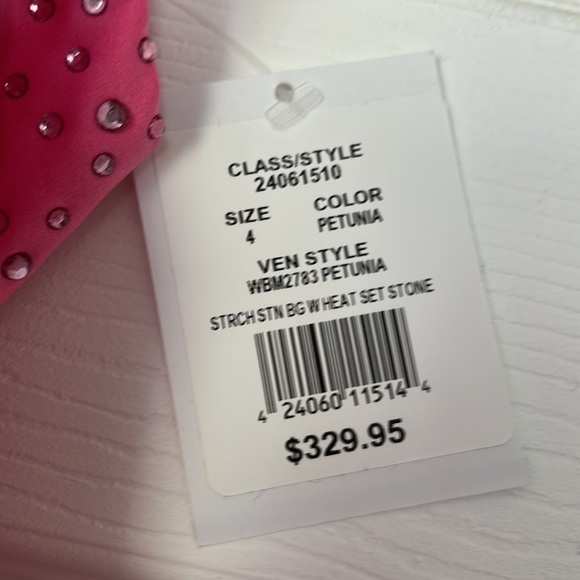 CLASS/STYLE
24061510
SIZE COLOR
4 PETUNIA
VEN STYLE
WBM2783 PETUNIA
STRCH STN BG W HEAT SET STONE
4 24060 11514 4
$329.95